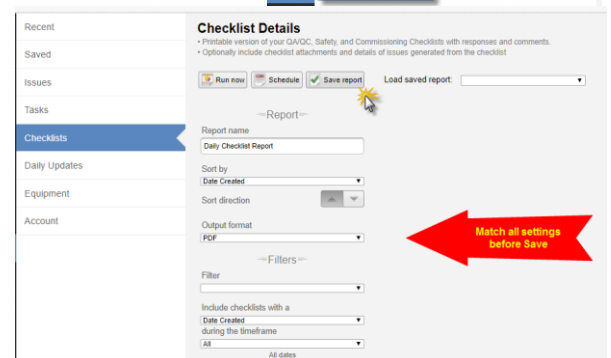 Recent
Saved
Issues
Tasks
Checklists
Daily Updates
Equipment
Account
Checklist Details
• Printable version of your QA/QC, Safety, and Commissioning Checklists with responses and comments.
• Optionally include checklist attachments and details of issues generated from the checklist
Run now Schedule Save report Load saved report:
Report
Report name
Daily Checklist Report
Sort by
Date Created
Sort direction
Output format
PDF
Match all settings
before Save
Filters
Filter
Include checklists with a
Date Created
during the timeframe
All
All dates